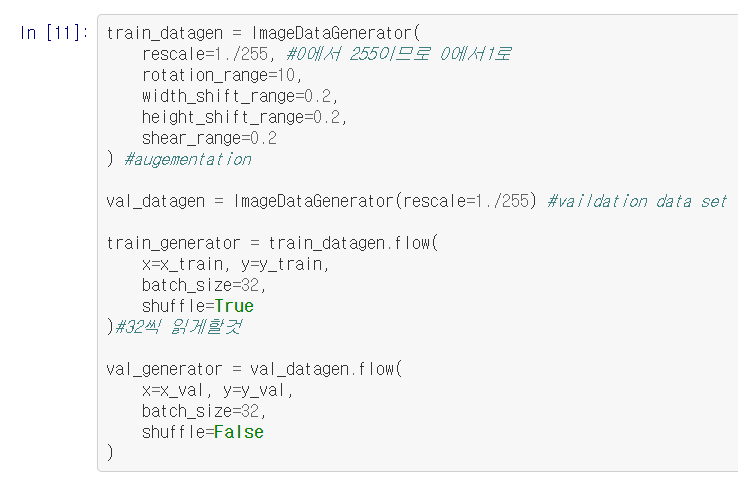 In [11]: train_datagen = ImageDataGenerator(
    rescale=1./255, #0에서 255이므로 0에서1로
    rotation_range=10,
    width_shift_range=0.2,
    height_shift_range=0.2,
    shear_range=0.2
) #augementation

val_datagen = ImageDataGenerator(rescale=1./255) #vaildation data set

train_generator = train_datagen.flow(
    x=x_train, y=y_train,
    batch_size=32,
    shuffle=True
)#32씩 읽게할것

val_generator = val_datagen.flow(
    x=x_val, y=y_val,
    batch_size=32,
    shuffle=False
)